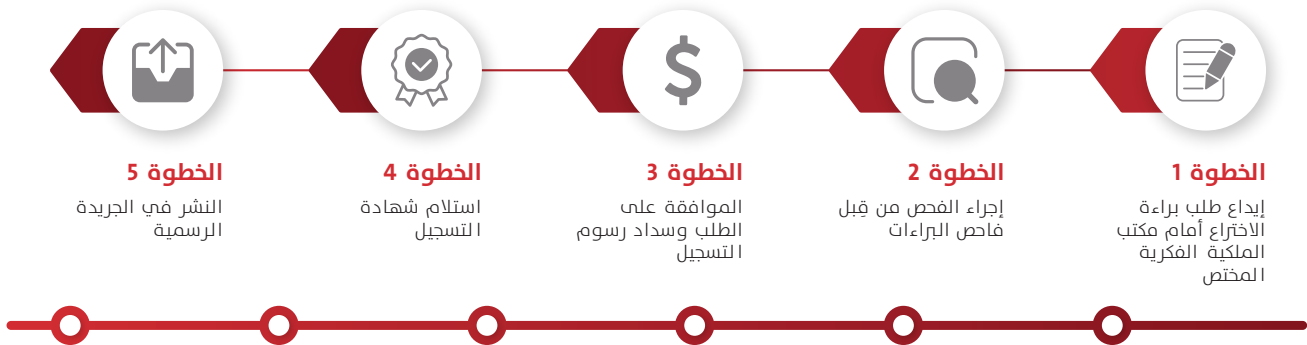 الخطوة 1
إيداع طلب براءة
الاختراع أمام مكتب
الملكية الفكرية
المختص
الخطوة 2
إجراء الفحص من قِبل
فاحص البراءات
الخطوة 3
الموافقة على
الطلب وسداد رسوم
التسجيل
الخطوة 4
استلام شهادة
التسجيل
الخطوة 5
النشر في الجريدة
الرسمية